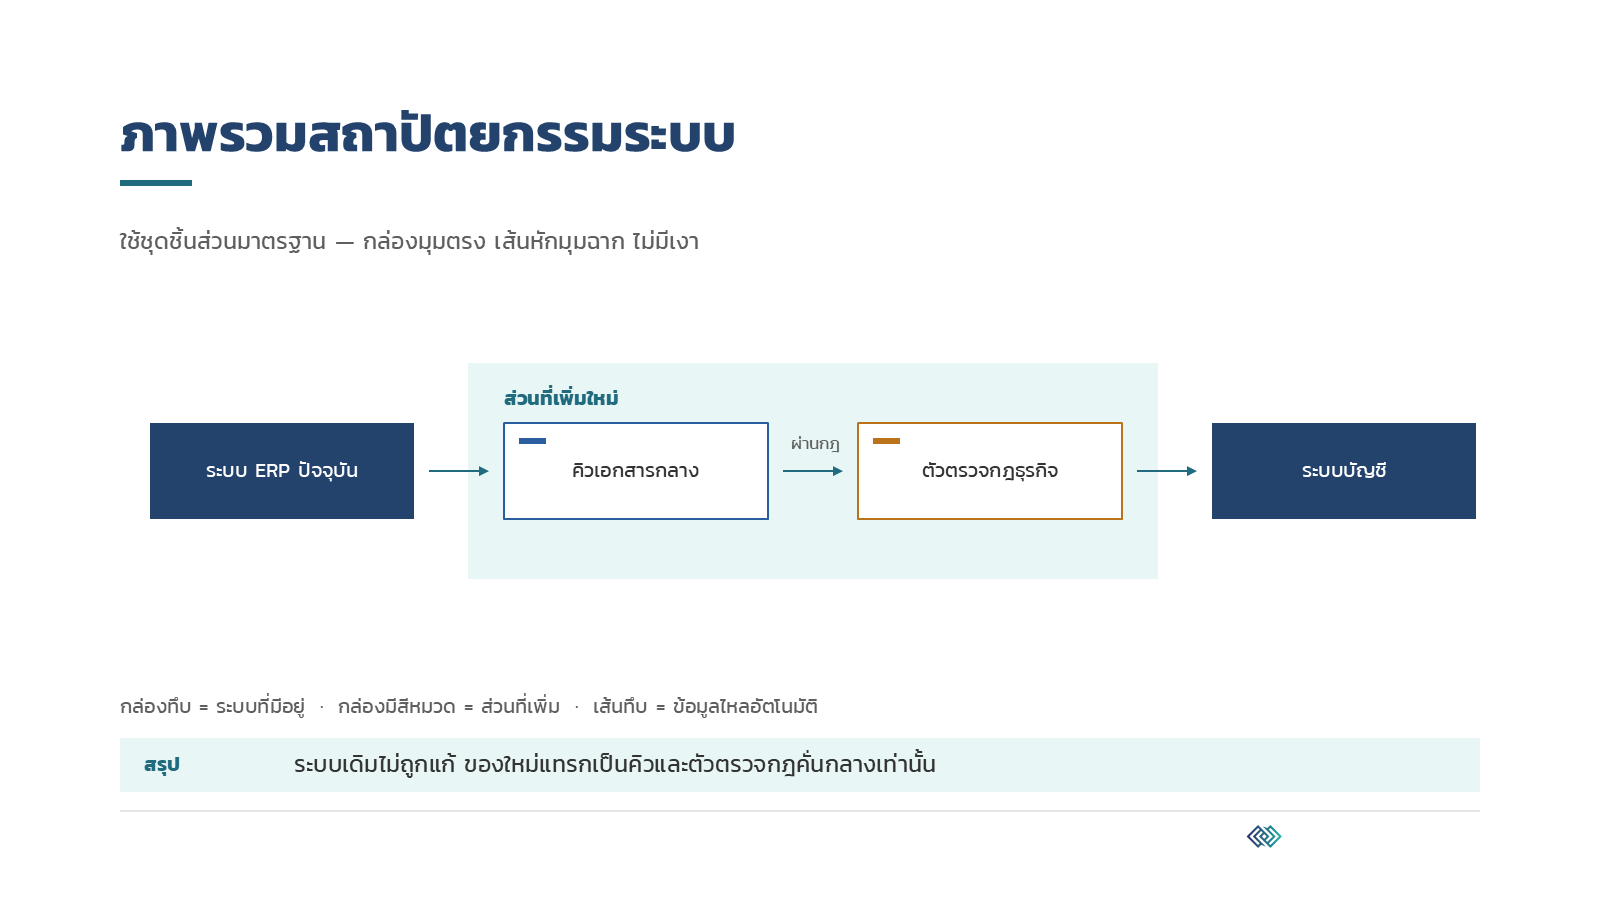 ภาพรวมสถาปัตยกรรมระบบ
ใช้ชุดชิ้นส่วนมาตรฐาน — กล่องมุมตรง เส้นหักมุมฉาก ไม่มีเงา
ส่วนที่เพิ่มใหม่
ระบบ ERP ปัจจุบัน
คิวเอกสารกลาง
ผ่านกฎ
ตัวตรวจกฎธุรกิจ
ระบบบัญชี
กล่องทึบ = ระบบที่มีอยู่ · กล่องมีสีหมวด = ส่วนที่เพิ่ม · เส้นทึบ = ข้อมูลไหลอัตโนมัติ
สรุป ระบบเดิมไม่ถูกแก้ ของใหม่แทรกเป็นคิวและตัวตรวจกฎคั่นกลางเท่านั้น